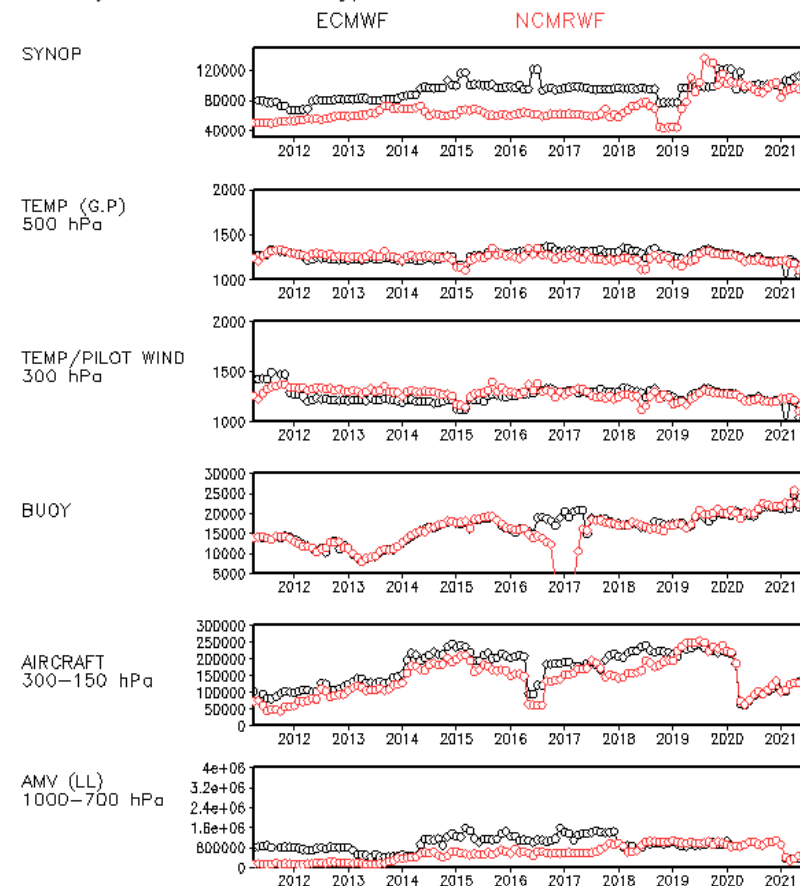 ECMWF NCMRWF
SYNOP
120000
80000
40000
2012 2013 2014 2015 2016 2017 2018 2019 2020 2021
TEMP (G.P)
500 hPa
2000
1500
1000
2012 2013 2014 2015 2016 2017 2018 2019 2020 2021
TEMP/PILOT WIND
300 hPa
2000
1500
1000
2012 2013 2014 2015 2016 2017 2018 2019 2020 2021
BUOY
30000
25000
20000
15000
10000
5000
2012 2013 2014 2015 2016 2017 2018 2019 2020 2021
AIRCRAFT
300-150 hPa
300000
250000
200000
150000
100000
50000
0
2012 2013 2014 2015 2016 2017 2018 2019 2020 2021
AMV (LL)
1000-700 hPa
4e+06
3.2e+06
2.4e+06
1.6e+06
800000
0
2012 2013 2014 2015 2016 2017 2018 2019 2020 2021